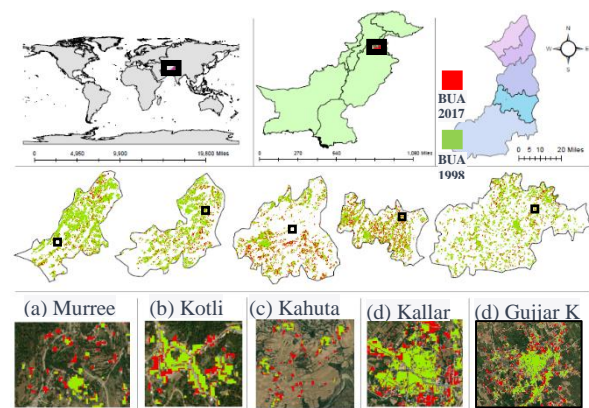 0 4,950 9,900 19,800 Miles
0 270 540 1,080 Miles
N
W E
S
BUA
2017
BUA
1998
0 5 10 20 Miles
(a) Murree
(b) Kotli
(c) Kahuta
(d) Kallar
(d) Gujjar K